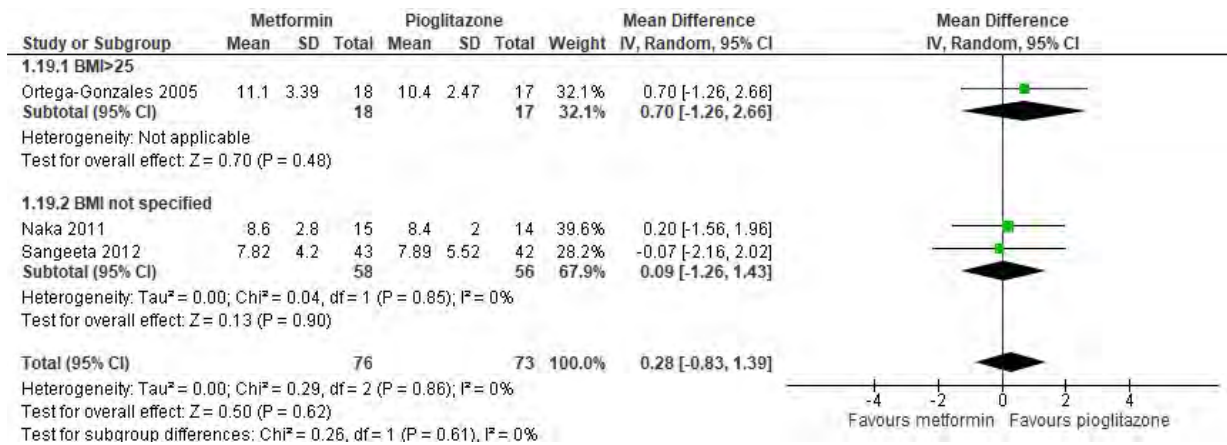 Metformin Pioglitazone Mean Difference Mean Difference
Study or Subgroup Mean SD Total Mean SD Total Weight IV, Random, 95% CI IV, Random, 95% CI
1.19.1 BMI>25
Ortega-Gonzales 2005 11.1 3.39 18 10.4 2.47 17 32.1% 0.70 [-1.26, 2.66]
Subtotal (95% CI) 18 17 32.1% 0.70 [-1.26, 2.66]
Heterogeneity: Not applicable
Test for overall effect: Z = 0.70 (P = 0.48)
1.19.2 BMI not specified
Naka 2011 8.6 2.8 15 8.4 2 14 39.6% 0.20 [-1.56, 1.96]
Sangeeta 2012 7.82 4.2 43 7.89 5.52 42 28.2% -0.07 [-2.16, 2.02]
Subtotal (95% CI) 58 56 67.9% 0.09 [-1.26, 1.43]
Heterogeneity: Tau² = 0.00; Chi² = 0.04, df = 1 (P = 0.85); I² = 0%
Test for overall effect: Z = 0.13 (P = 0.90)
Total (95% CI) 76 73 100.0% 0.28 [-0.83, 1.39]
Heterogeneity: Tau² = 0.00; Chi² = 0.29, df = 2 (P = 0.86); I² = 0%
Test for overall effect: Z = 0.50 (P = 0.62)
Test for subgroup differences: Chi² = 0.26, df = 1 (P = 0.61), I² = 0%
-4 -2 0 2 4
Favours metformin Favours pioglitazone